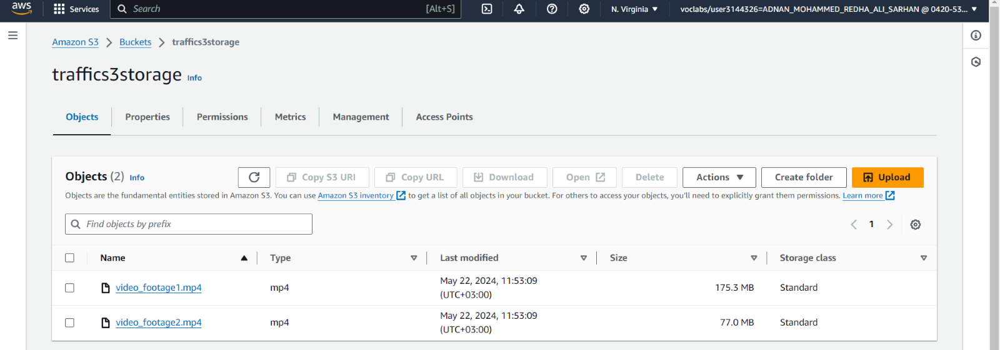 aws Services Search [Alt+S] N. Virginia voclabs/user3144326=ADNAN_MOHAMMED_REDHA_ALI_SARHAN @ 0420-53...
Amazon S3 > Buckets > traffics3storage
traffics3storage Info
Objects Properties Permissions Metrics Management Access Points
Objects (2) Info Copy S3 URI Copy URL Download Open Delete Actions Create folder Upload
Objects are the fundamental entities stored in Amazon S3. You can use Amazon S3 inventory to get a list of all objects in your bucket. For others to access your objects, you'll need to explicitly grant them permissions. Learn more
Find objects by prefix 1
Name Type Last modified Size Storage class
video_footage1.mp4 mp4 May 22, 2024, 11:53:09 (UTC+03:00) 175.3 MB Standard
video_footage2.mp4 mp4 May 22, 2024, 11:53:09 (UTC+03:00) 77.0 MB Standard